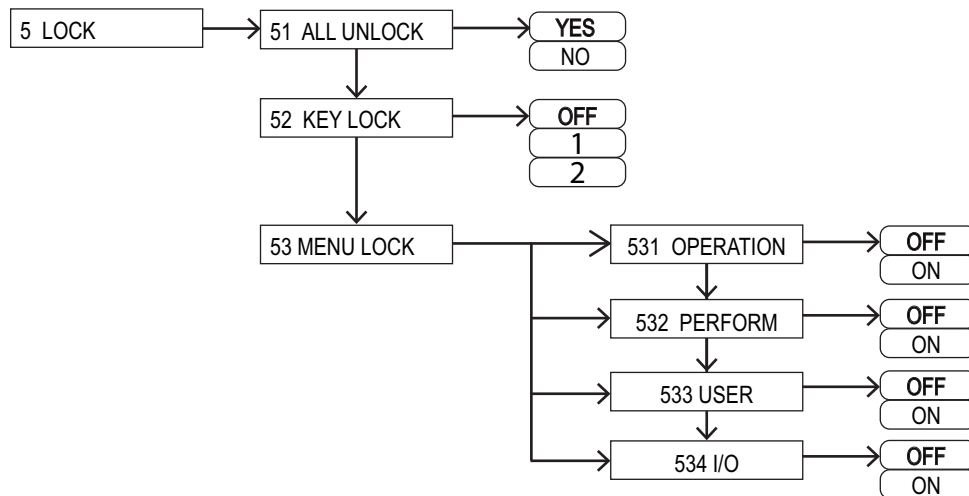 5 LOCK
51 ALL UNLOCK
YES
NO
52 KEY LOCK
OFF
1
2
53 MENU LOCK
531 OPERATION
OFF
ON
532 PERFORM
OFF
ON
533 USER
OFF
ON
534 I/O
OFF
ON